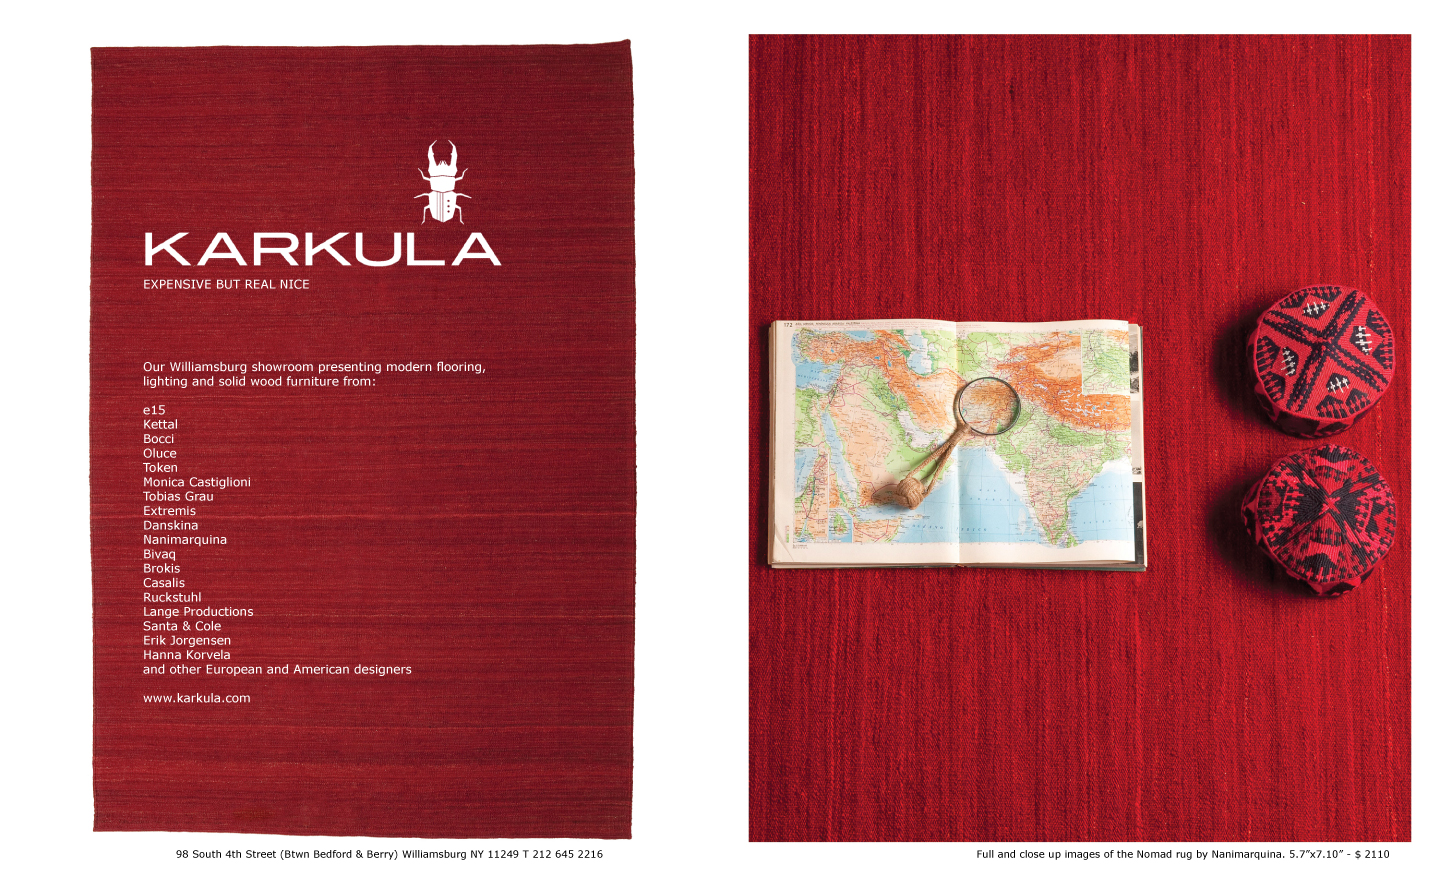 KARKULA
EXPENSIVE BUT REAL NICE
Our Williamsburg showroom presenting modern flooring,
lighting and solid wood furniture from:
e15
Kettal
Bocci
Oluce
Token
Monica Castiglioni
Tobias Grau
Extremis
Danskina
Nanimarquina
Bivaq
Brokis
Casalis
Ruckstuhl
Lange Productions
Santa & Cole
Erik Jorgensen
Hanna Korvela
and other European and American designers
www.karkula.com
98 South 4th Street (Btwn Bedford & Berry) Williamsburg NY 11249 T 212 645 2216
172
Full and close up images of the Nomad rug by Nanimarquina. 5.7”x7.10” - $ 2110